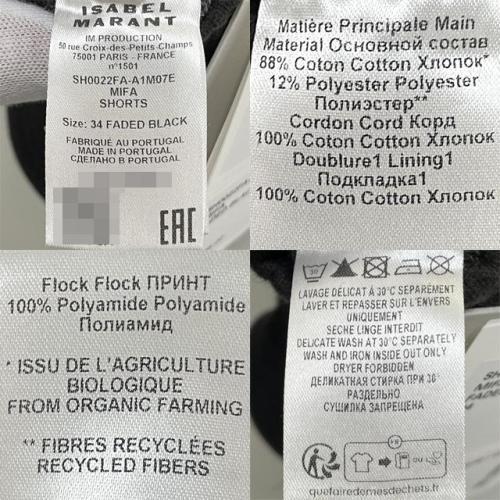 ISABEL
MARANT
IM PRODUCTION
50 rue Croix-des-Petits-Champs
75001 PARIS - FRANCE
n°1501
SH0022FA-A1M07E
MIFA
SHORTS
Size: 34 FADED BLACK
FABRIQUÉ AU PORTUGAL
MADE IN PORTUGAL
СДЕЛАНО В PORTUGAL
EAC
Matière Principale Main
Material Основной состав
88% Coton Cotton Хлопок*
12% Polyester Polyester
Полиэстер**
Cordon Cord Корд
100% Coton Cotton Хлопок
Doublure1 Lining1
Подкладка1
100% Coton Cotton Хлопок
Flock Flock ПРИНТ
100% Polyamide Polyamide
Полиамид
* ISSU DE L'AGRICULTURE
BIOLOGIQUE
FROM ORGANIC FARMING
** FIBRES RECYCLÉES
RECYCLED FIBERS
30
LAVAGE DÉLICAT À 30°C SEPAREMENT
LAVER ET REPASSER SUR L'ENVERS
UNIQUEMENT
SECHE LINGE INTERDIT
DELICATE WASH AT 30°C SEPARATELY
WASH AND IRON INSIDE OUT ONLY
DRYER FORBIDDEN
ДЕЛИКАТНАЯ СТИРКА ПРИ 30°
РАЗДЕЛЬНО
СУШИЛКА ЗАПРЕЩЕНА
FR
OU
quefairedemesdechets.fr